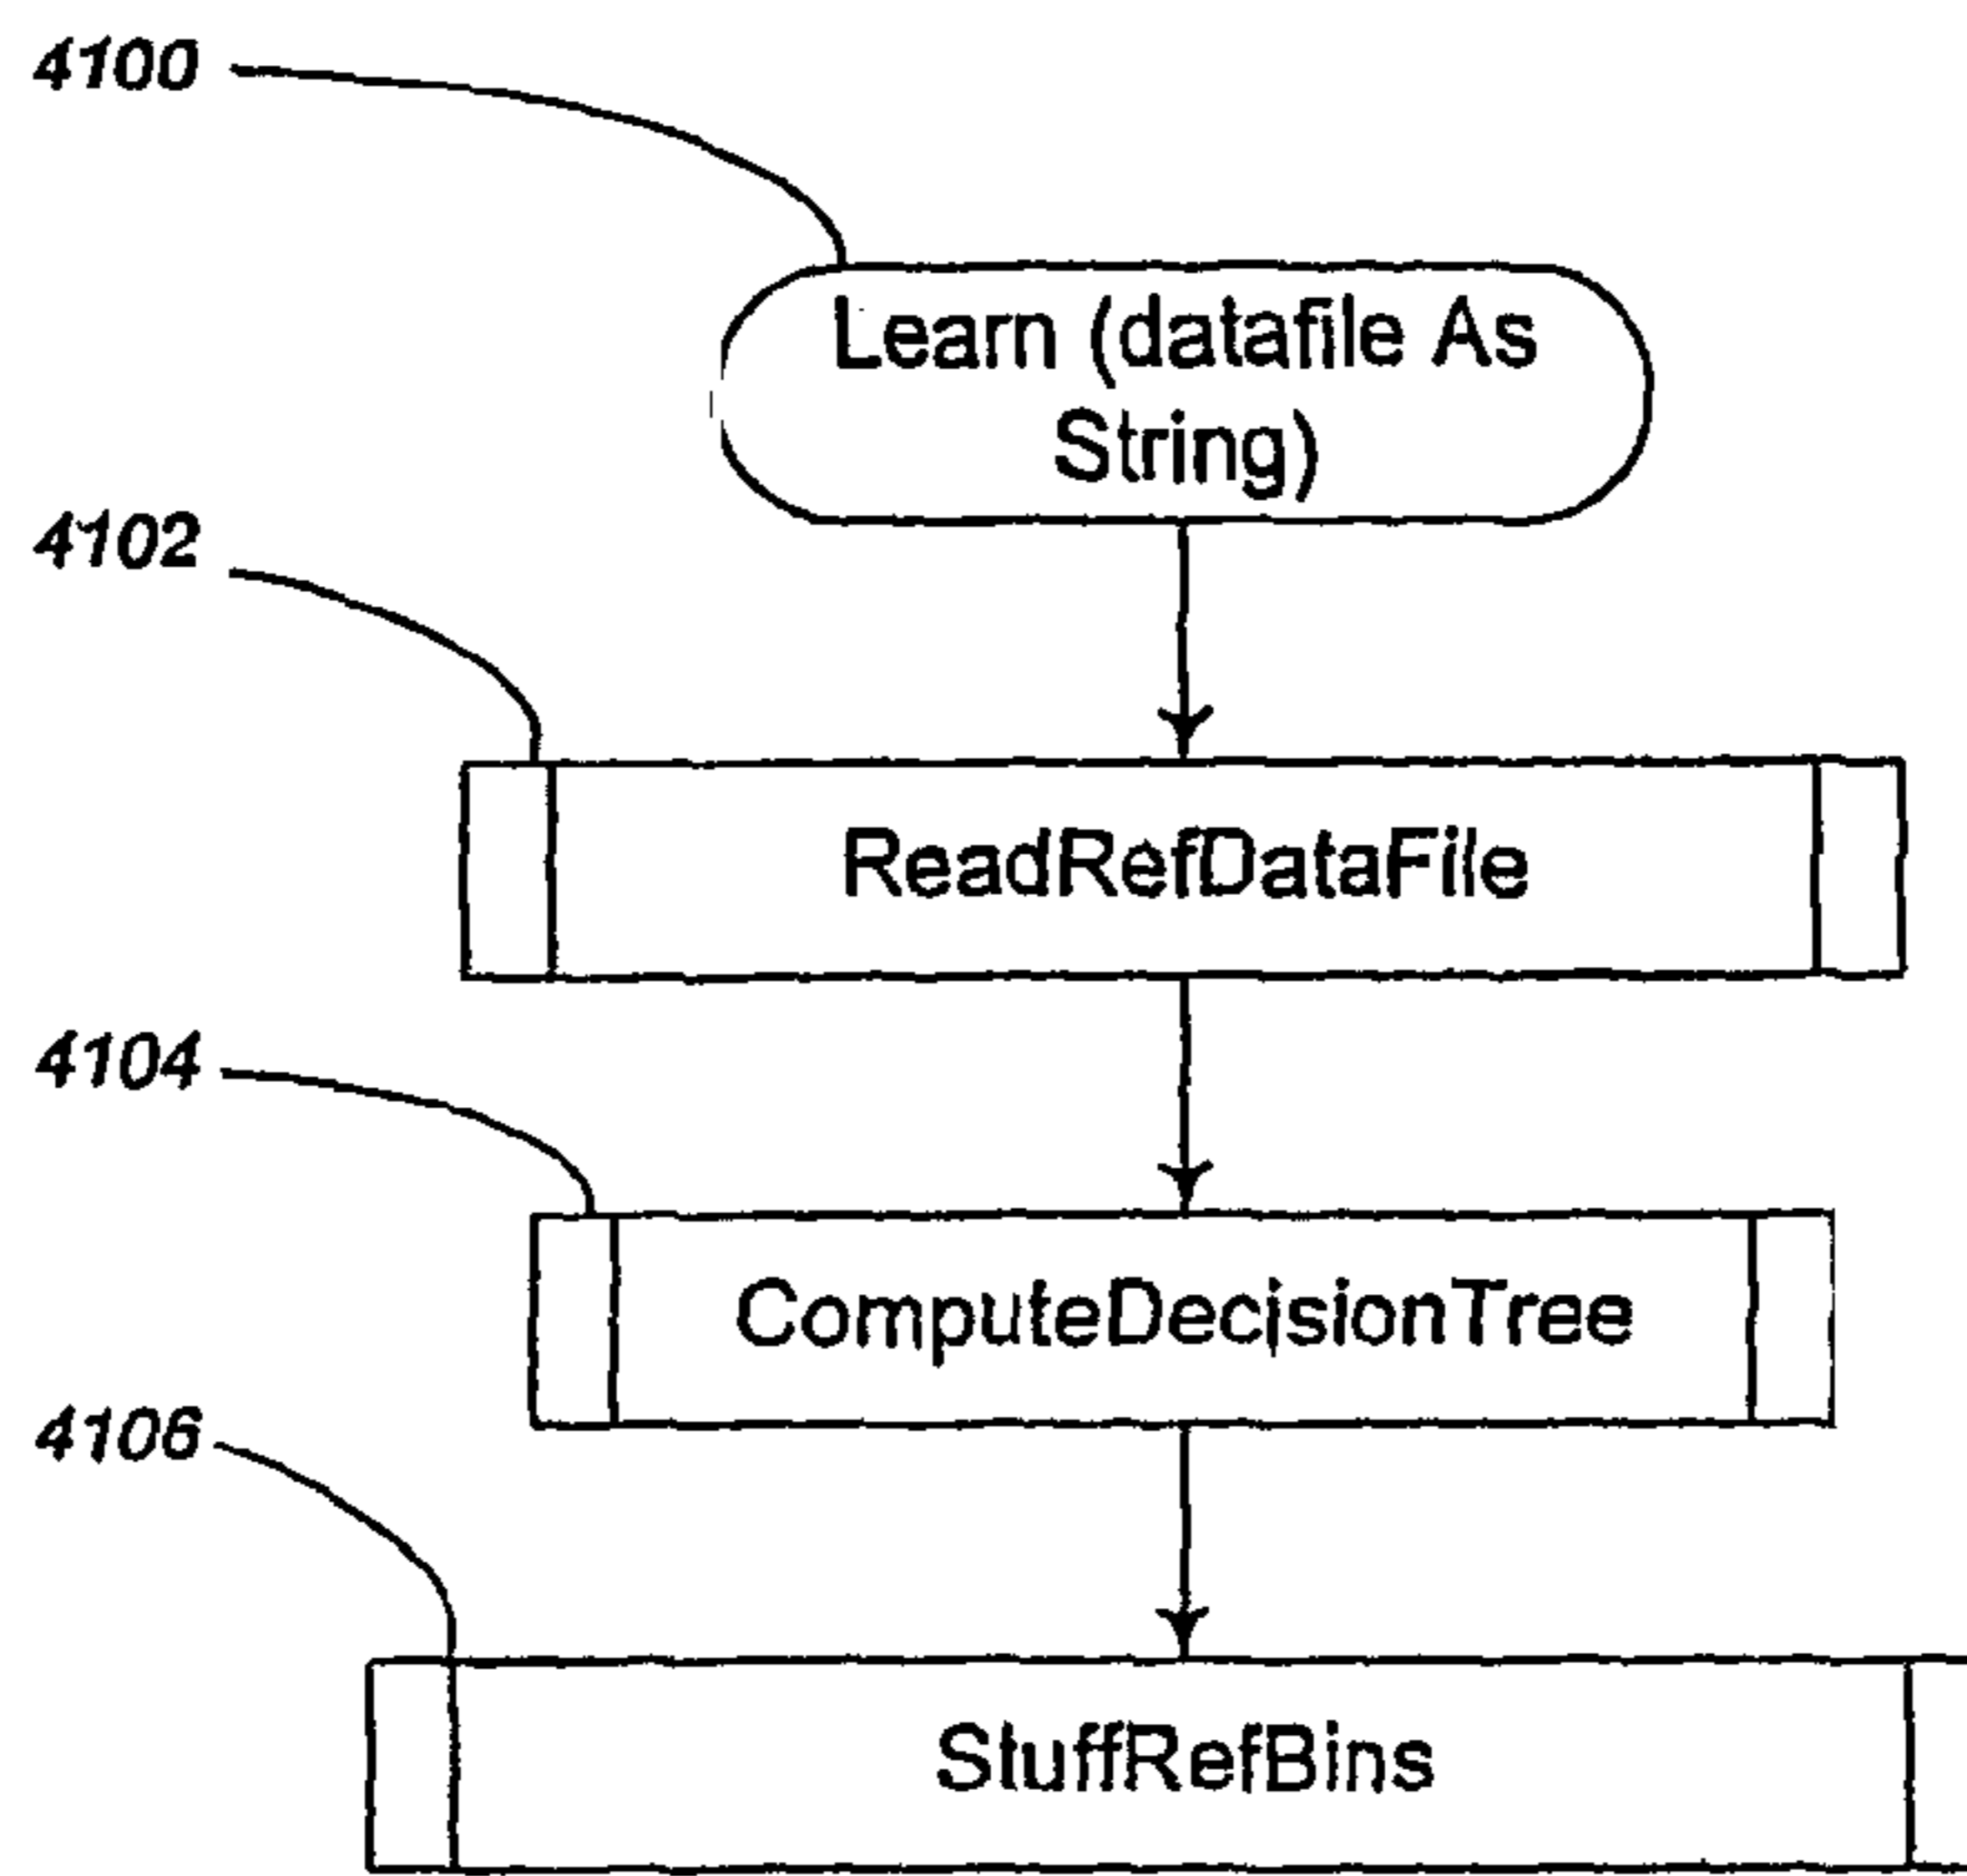 4100
Learn (datafile As
String)
4102
ReadRefDataFile
4104
ComputeDecisionTree
4106
StuffRefBins